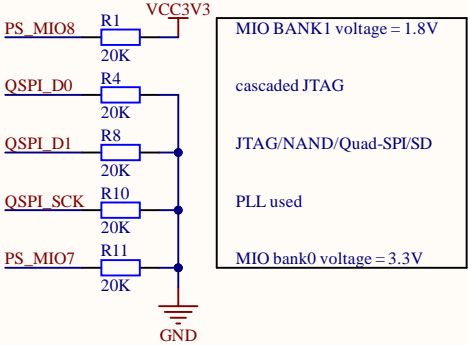 VCC3V3
PS_MIO8 R1 20K MIO BANK1 voltage = 1.8V
QSPI_D0 R4 20K cascaded JTAG
QSPI_D1 R8 20K JTAG/NAND/Quad-SPI/SD
QSPI_SCK R10 20K PLL used
PS_MIO7 R11 20K MIO bank0 voltage = 3.3V
GND